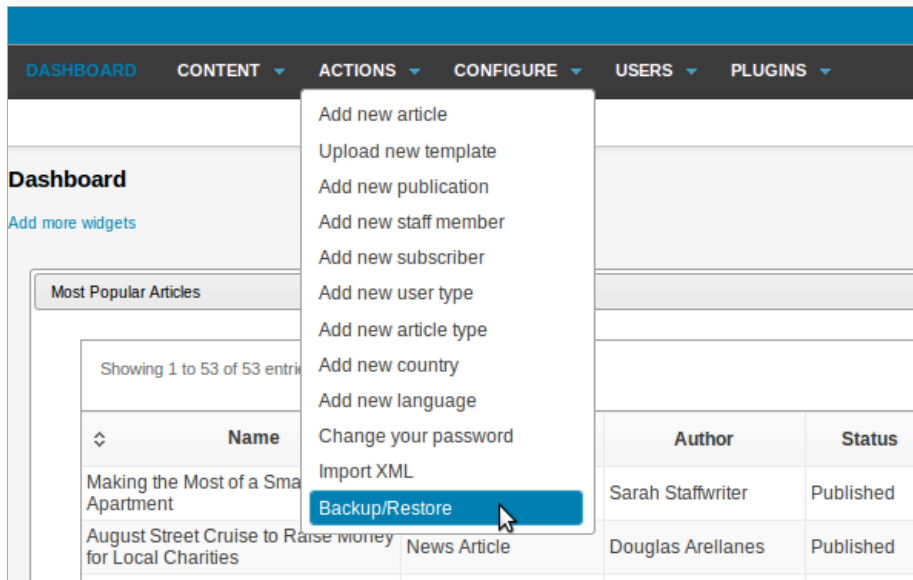 DASHBOARD CONTENT ACTIONS CONFIGURE USERS PLUGINS
Add new article
Upload new template
Add new publication
Add new staff member
Add new subscriber
Add new user type
Add new article type
Add new country
Add new language
Change your password
Import XML
Backup/Restore
Dashboard
Add more widgets
Most Popular Articles
Showing 1 to 53 of 53
Name Author Status
Making the Most of a
Apartment
Sarah Staffwriter Published
August Street Cruise to Raise Money
for Local Charities
News Article Douglas Arellanes Published